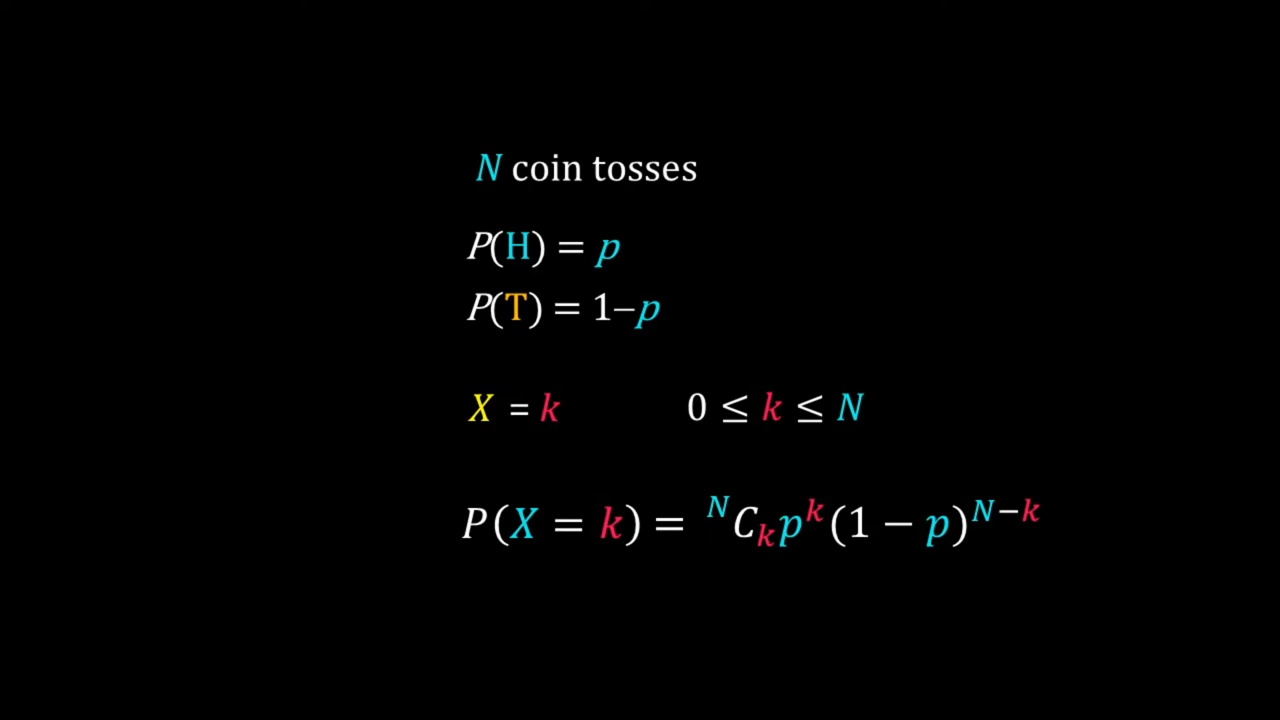 N coin tosses
P(H) = p
P(T) = 1–p
X = k 0 ≤ k ≤ N
P(X = k) = ᴺCₖpᵏ(1 − p)ᴺ⁻ᵏ